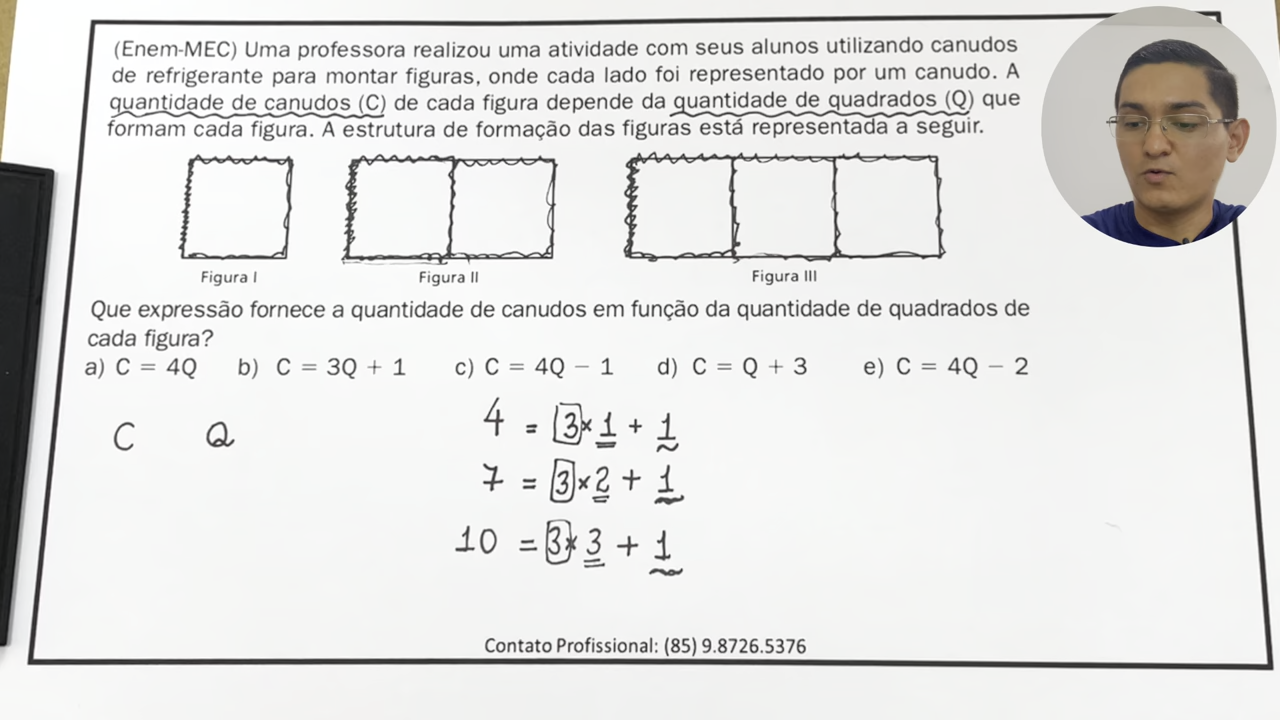 (Enem-MEC) Uma professora realizou uma atividade com seus alunos utilizando canudos
de refrigerante para montar figuras, onde cada lado foi representado por um canudo. A
quantidade de canudos (C) de cada figura depende da quantidade de quadrados (Q) que
formam cada figura. A estrutura de formação das figuras está representada a seguir.
Figura I Figura II Figura III
Que expressão fornece a quantidade de canudos em função da quantidade de quadrados de
cada figura?
a) C = 4Q b) C = 3Q + 1 c) C = 4Q − 1 d) C = Q + 3 e) C = 4Q − 2
C Q 4 = 3 × 1 + 1
7 = 3 × 2 + 1
10 = 3 × 3 + 1
Contato Profissional: (85) 9.8726.5376